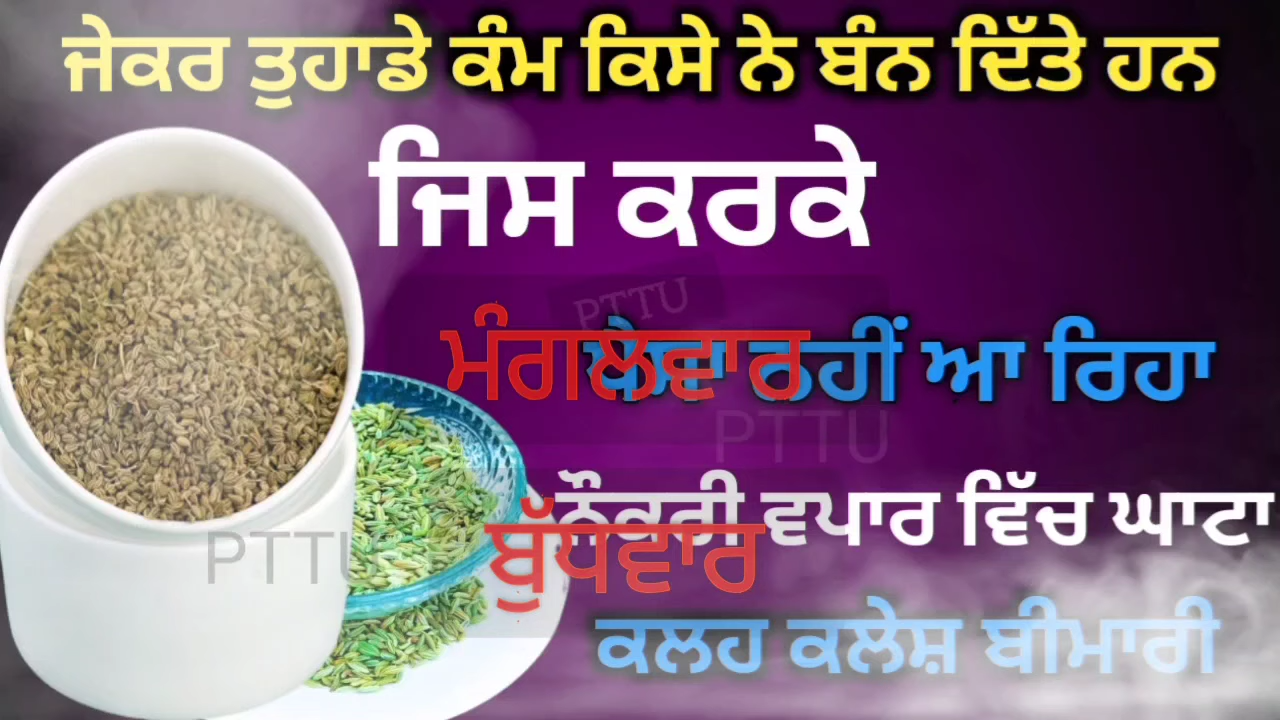 ਜੇਕਰ ਤੁਹਾਡੇ ਕੰਮ ਕਿਸੇ ਨੇ ਬੰਨ ਦਿੱਤੇ ਹਨ
ਜਿਸ ਕਰਕੇ
PTTU
ਮੰਗਲਵਾਰ ਨਹੀਂ ਆ ਰਿਹਾ
PTTU
ਨੌਕਰੀ ਵਪਾਰ ਵਿੱਚ ਘਾਟਾ
PTTU ਬੁੱਧਵਾਰ
ਕਲਹ ਕਲੇਸ਼ ਬੀਮਾਰੀ